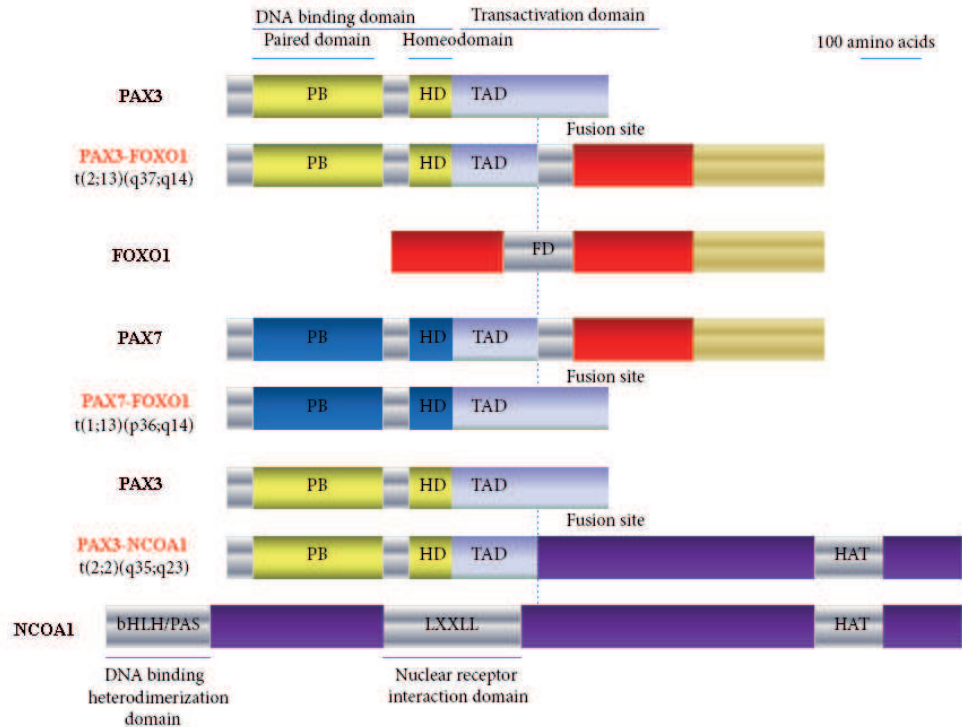 DNA binding domain
Transactivation domain
Paired domain
Homeodomain
100 amino acids
PAX3
PB
HD
TAD
Fusion site
PAX3-FOXO1
t(2;13)(q37;q14)
PB
HD
TAD
FOXO1
FD
PAX7
PB
HD
TAD
Fusion site
PAX7-FOXO1
t(1;13)(p36;q14)
PB
HD
TAD
PAX3
PB
HD
TAD
Fusion site
PAX3-NCOA1
t(2;2)(q35;q23)
PB
HD
TAD
HAT
NCOA1
bHLH/PAS
LXXLL
HAT
DNA binding
heterodimerization
domain
Nuclear receptor
interaction domain